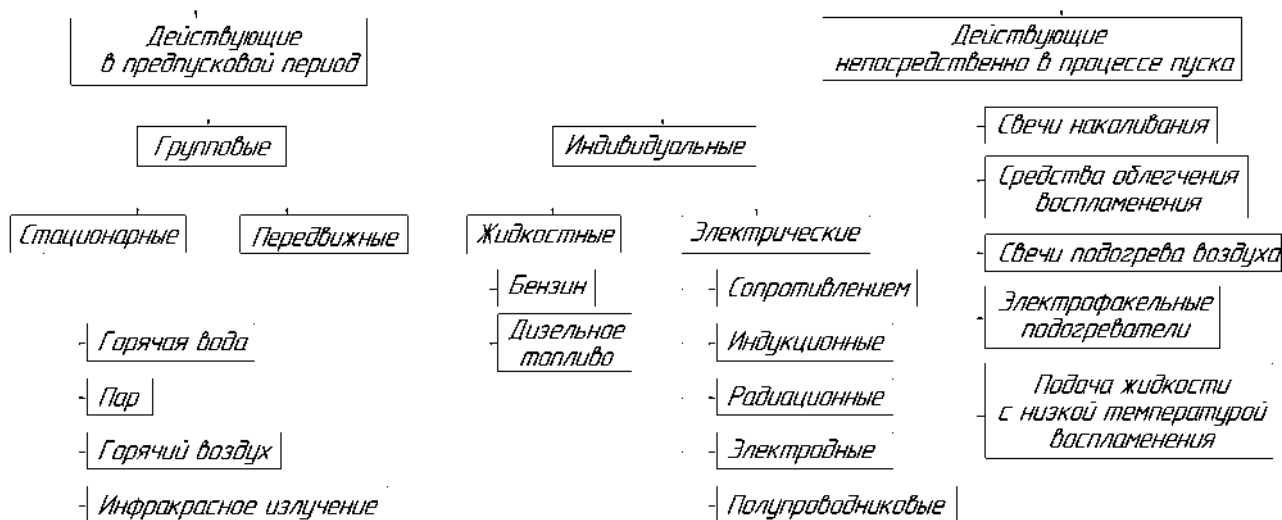 Действующие
в предпусковой период
Действующие
непосредственно в процессе пуска
Групповые
Индивидуальные
Стационарные
Передвижные
Жидкостные
Электрические
Горячая вода
Пар
Горячий воздух
Инфракрасное излучение
Бензин
Дизельное
топливо
Сопротивлением
Индукционные
Радиационные
Электродные
Полупроводниковые
Свечи накаливания
Средства облегчения
воспламенения
Свечи подогрева воздуха
Электрофакельные
подогреватели
Подача жидкости
с низкой температурой
воспламенения